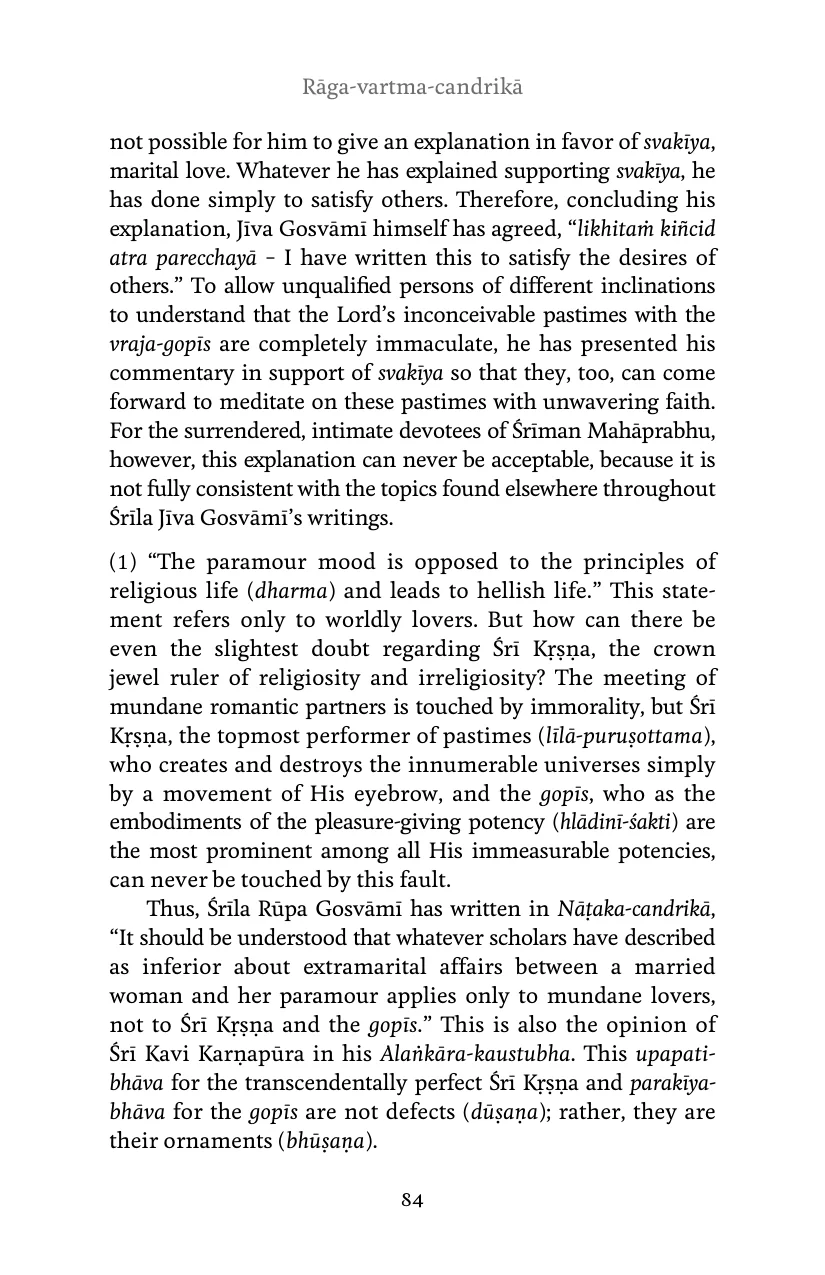 Rāga-vartma-candrikā
not possible for him to give an explanation in favor of svakīya,
marital love. Whatever he has explained supporting svakīya, he
has done simply to satisfy others. Therefore, concluding his
explanation, Jīva Gosvāmī himself has agreed, “likhitaṁ kiñcid
atra parecchayā – I have written this to satisfy the desires of
others.” To allow unqualified persons of different inclinations
to understand that the Lord’s inconceivable pastimes with the
vraja-gopīs are completely immaculate, he has presented his
commentary in support of svakīya so that they, too, can come
forward to meditate on these pastimes with unwavering faith.
For the surrendered, intimate devotees of Śrīman Mahāprabhu,
however, this explanation can never be acceptable, because it is
not fully consistent with the topics found elsewhere throughout
Śrīla Jīva Gosvāmī’s writings.
(1) “The paramour mood is opposed to the principles of
religious life (dharma) and leads to hellish life.” This state-
ment refers only to worldly lovers. But how can there be
even the slightest doubt regarding Śrī Kṛṣṇa, the crown
jewel ruler of religiosity and irreligiosity? The meeting of
mundane romantic partners is touched by immorality, but Śrī
Kṛṣṇa, the topmost performer of pastimes (līlā-puruṣottama),
who creates and destroys the innumerable universes simply
by a movement of His eyebrow, and the gopīs, who as the
embodiments of the pleasure-giving potency (hlādinī-śakti) are
the most prominent among all His immeasurable potencies,
can never be touched by this fault.
Thus, Śrīla Rūpa Gosvāmī has written in Nāṭaka-candrikā,
“It should be understood that whatever scholars have described
as inferior about extramarital affairs between a married
woman and her paramour applies only to mundane lovers,
not to Śrī Kṛṣṇa and the gopīs.” This is also the opinion of
Śrī Kavi Karṇapūra in his Alaṅkāra-kaustubha. This upapati-
bhāva for the transcendentally perfect Śrī Kṛṣṇa and parakīya-
bhāva for the gopīs are not defects (dūṣaṇa); rather, they are
their ornaments (bhūṣaṇa).
84